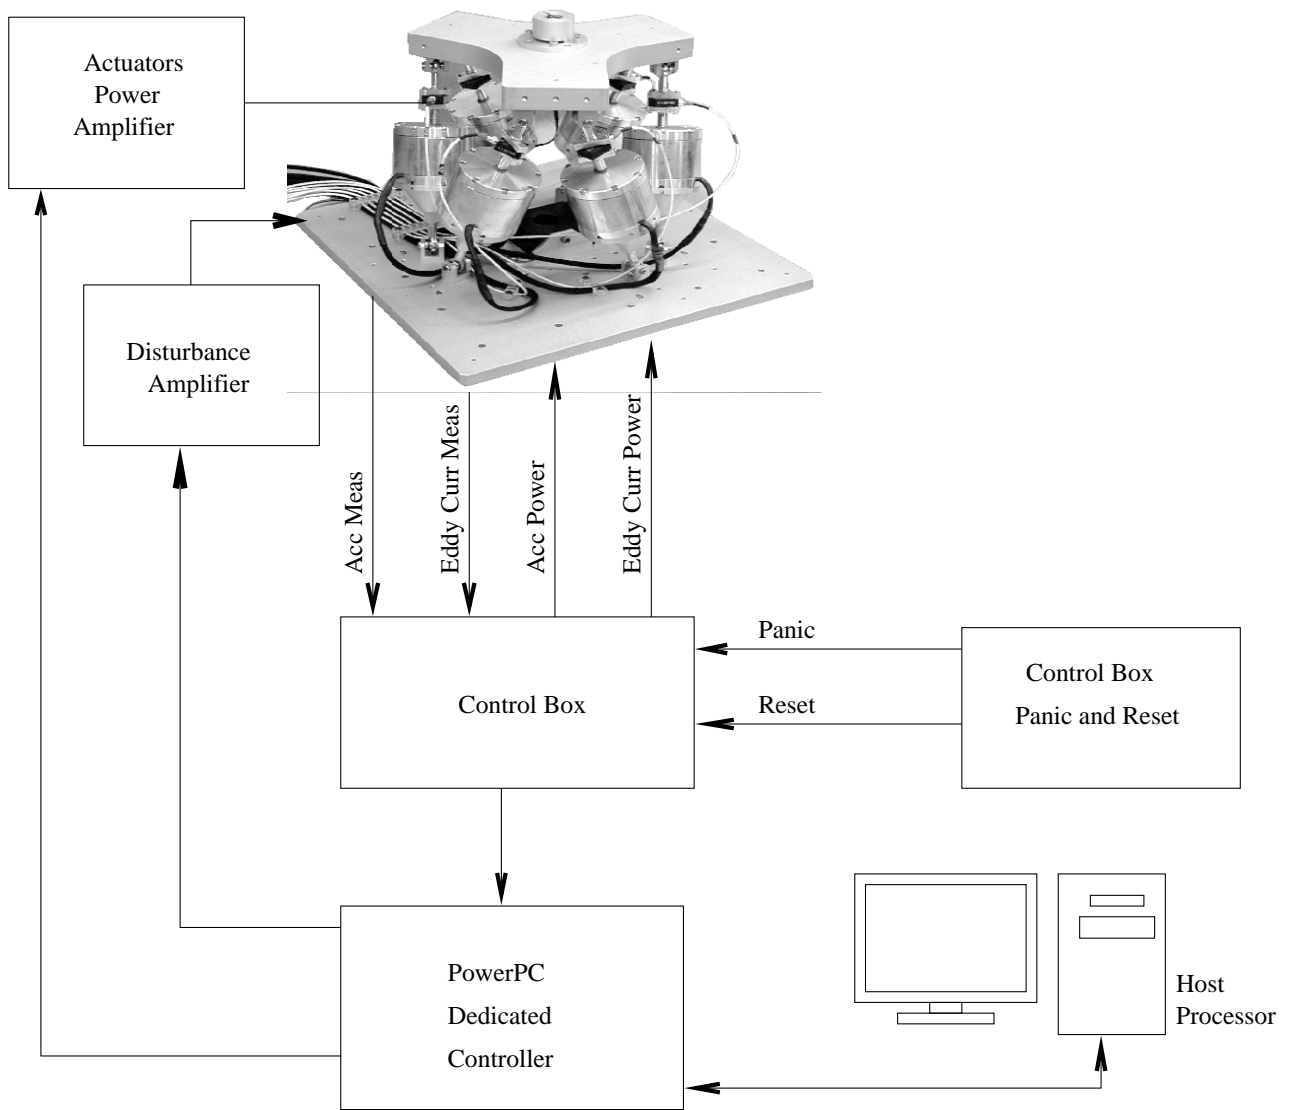 Actuators
Power
Amplifier
Disturbance
Amplifier
Acc Meas
Eddy Curr Meas
Acc Power
Eddy Curr Power
Panic
Reset
Control Box
Control Box
Panic and Reset
PowerPC
Dedicated
Controller
Host
Processor